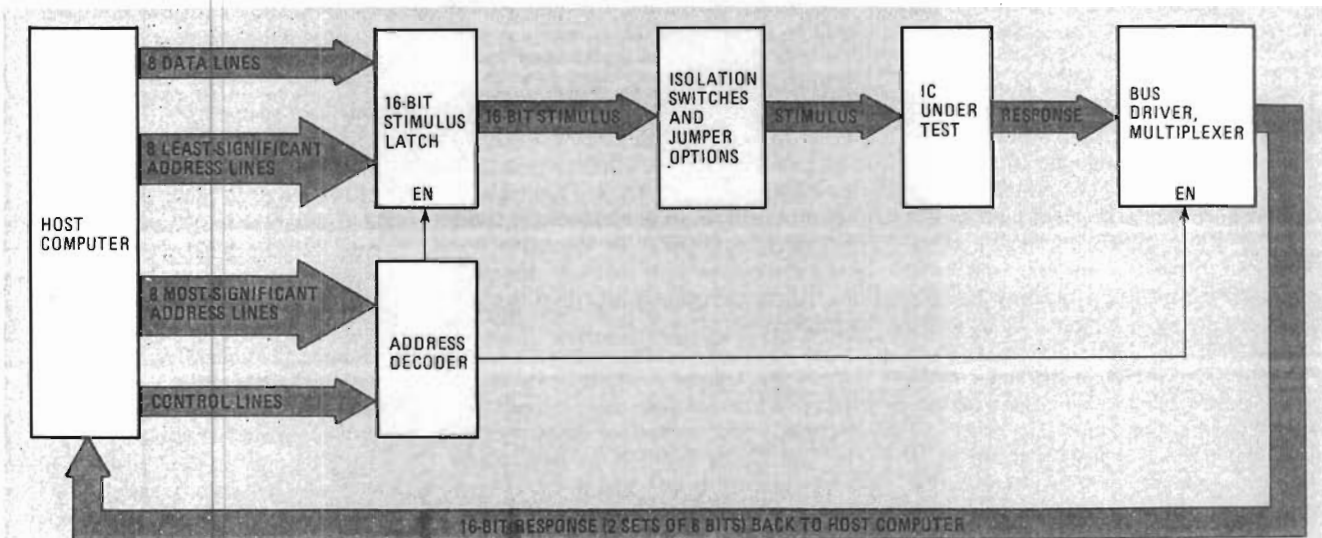 HOST
COMPUTER
8 DATA LINES
8 LEAST-SIGNIFICANT
ADDRESS LINES
8 MOST-SIGNIFICANT
ADDRESS LINES
CONTROL LINES
16-BIT
STIMULUS
LATCH
EN
ADDRESS
DECODER
16-BIT STIMULUS
ISOLATION
SWITCHES
AND
JUMPER
OPTIONS
STIMULUS
IC
UNDER
TEST
RESPONSE
BUS
DRIVER,
MULTIPLEXER
EN
16-BIT RESPONSE (2 SETS OF 8 BITS) BACK TO HOST COMPUTER